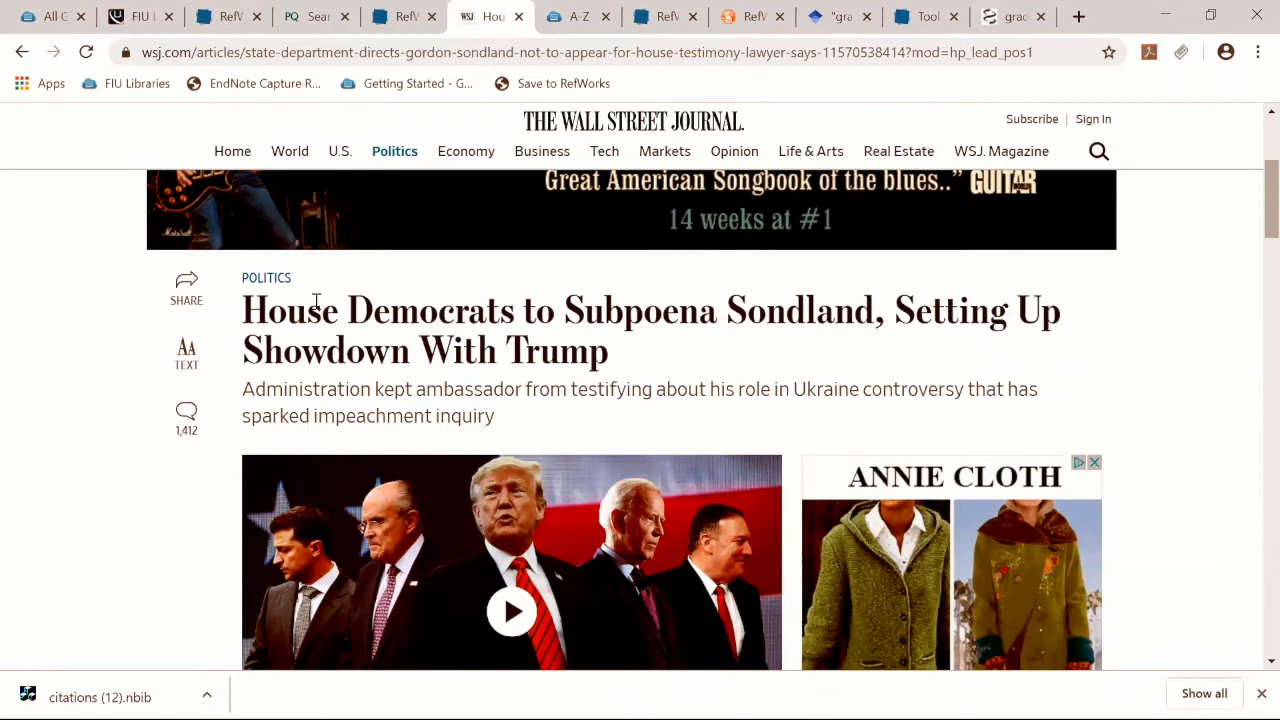 All C
FIU I
RefW
PQ Sear
RefV
WSJ Hou
A-Z
RefV
RefW
"gra
Tool
grad
wsj.com/articles/state-department-directs-gordon-sondland-not-to-appear-for-house-testimony-lawyer-says-11570538414?mod=hp_lead_pos1
Apps FIU Libraries EndNote Capture R... Getting Started - G... Save to RefWorks
THE WALL STREET JOURNAL.
Subscribe | Sign In
Home World U.S. Politics Economy Business Tech Markets Opinion Life & Arts Real Estate WSJ. Magazine
Great American Songbook of the blues.." GUITAR
14 weeks at #1
POLITICS
SHARE
House Democrats to Subpoena Sondland, Setting Up
Showdown With Trump
AA
TEXT
Administration kept ambassador from testifying about his role in Ukraine controversy that has
sparked impeachment inquiry
1,412
ANNIE CLOTH
citations (12).nbib
Show all